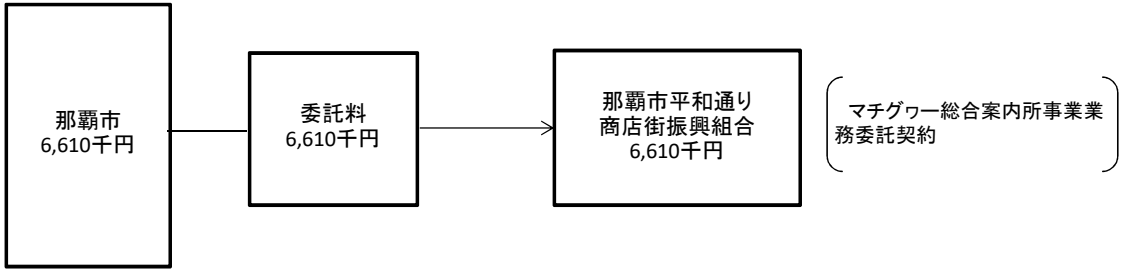 那覇市
6,610千円
委託料
6,610千円
那覇市平和通り
商店街振興組合
6,610千円
マチグヮー総合案内所事業業
務委託契約